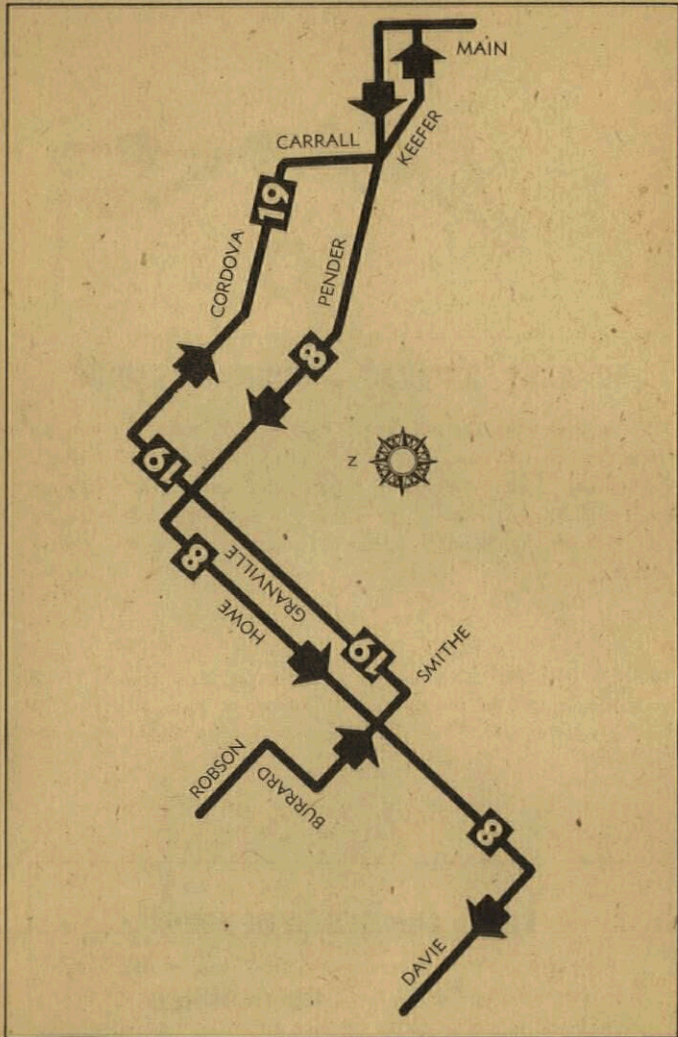 MAIN
CARRALL
KEEFER
19
CORDOVA
PENDER
8
19
N
8
GRANVILLE
HOWE
19
SMITHE
ROBSON
BURRARD
8
DAVIE